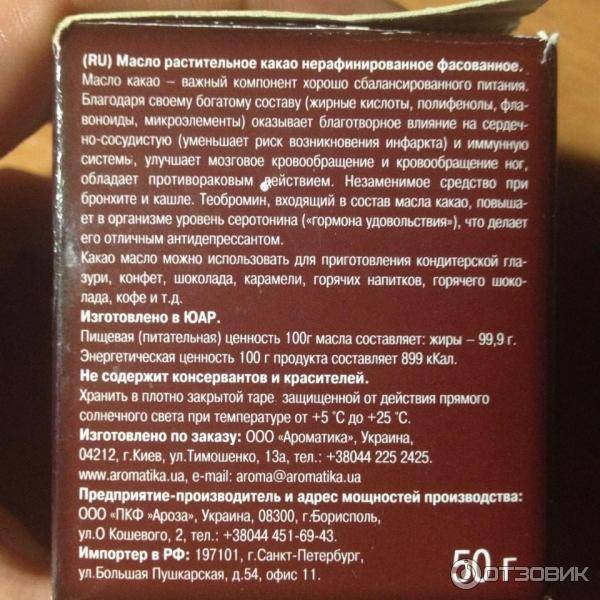 (RU) Масло растительное какао нерафинированное фасованное.
Масло какао – важный компонент хорошо сбалансированного питания.
Благодаря своему богатому составу (жирные кислоты, полифенолы, фла-
воноиды, микроэлементы) оказывает благотворное влияние на сердеч-
но-сосудистую (уменьшает риск возникновения инфаркта) и иммунную
системы, улучшает мозговое кровообращение и кровообращение ног,
обладает противораковым действием. Незаменимое средство при
бронхите и кашле. Теобромин, входящий в состав масла какао, повыша-
ет в организме уровень серотонина («гормона удовольствия»), что делает
его отличным антидепрессантом.
Какао масло можно использовать для приготовления кондитерской гла-
зури, конфет, шоколада, карамели, горячих напитков, горячего шоко-
лада, кофе и т.д.
Изготовлено в ЮАР.
Пищевая (питательная) ценность 100г масла составляет: жиры – 99,9 г.
Энергетическая ценность 100 г продукта составляет 899 кКал.
Не содержит консервантов и красителей.
Хранить в плотно закрытой таре, защищенной от действия прямого
солнечного света при температуре от +5 °С до +25 °С.
Изготовлено по заказу: ООО «Ароматика», Украина,
04212, г.Киев, ул.Тимошенко, 13а, тел.: +38044 225 2425.
www.aromatika.ua, e-mail: aroma@aromatika.ua
Предприятие-производитель и адрес мощностей производства:
ООО «ПКФ »Ароза», Украина, 08300, г.Борисполь,
ул.О Кошевого, 2, тел.: +38044 451-69-43.
Импортер в РФ: 197101, г.Санкт-Петербург,
ул.Большая Пушкарская, д.54, офис 11.
50 г
ОТЗОВИК